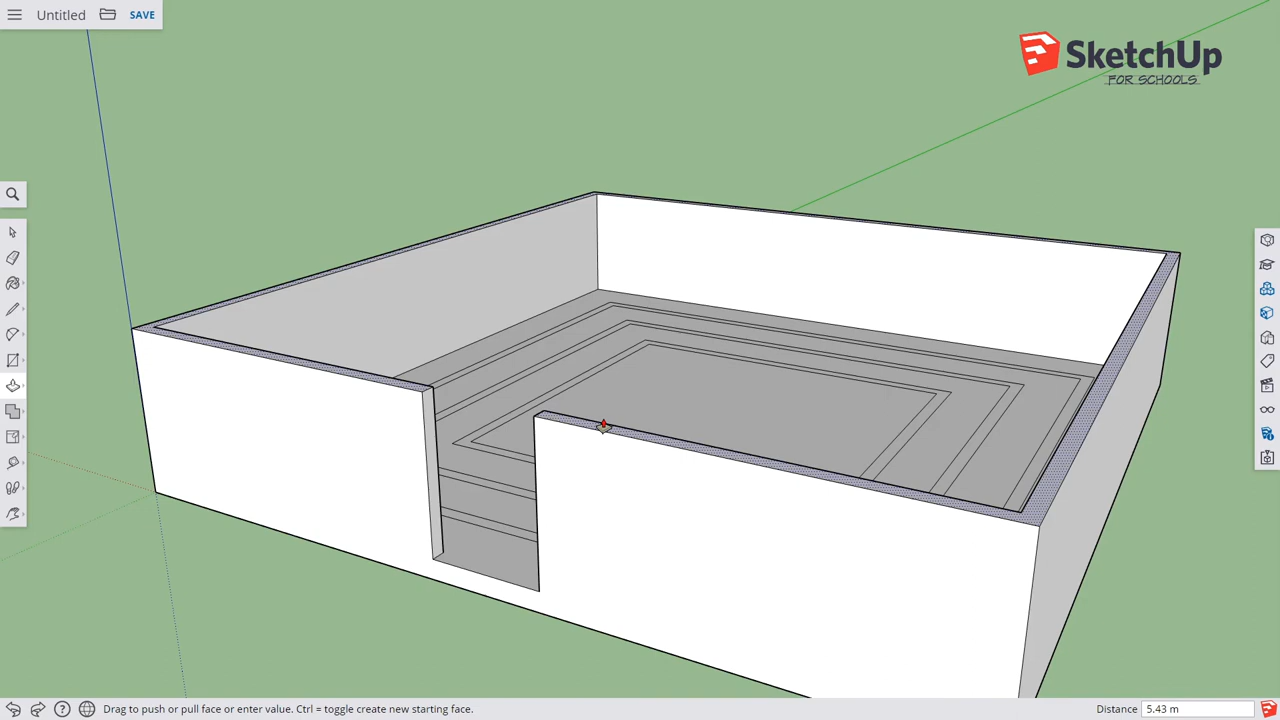 Untitled
SAVE
SketchUp
FOR SCHOOLS
Drag to push or pull face or enter value. Ctrl = toggle create new starting face.
Distance 5.43 m